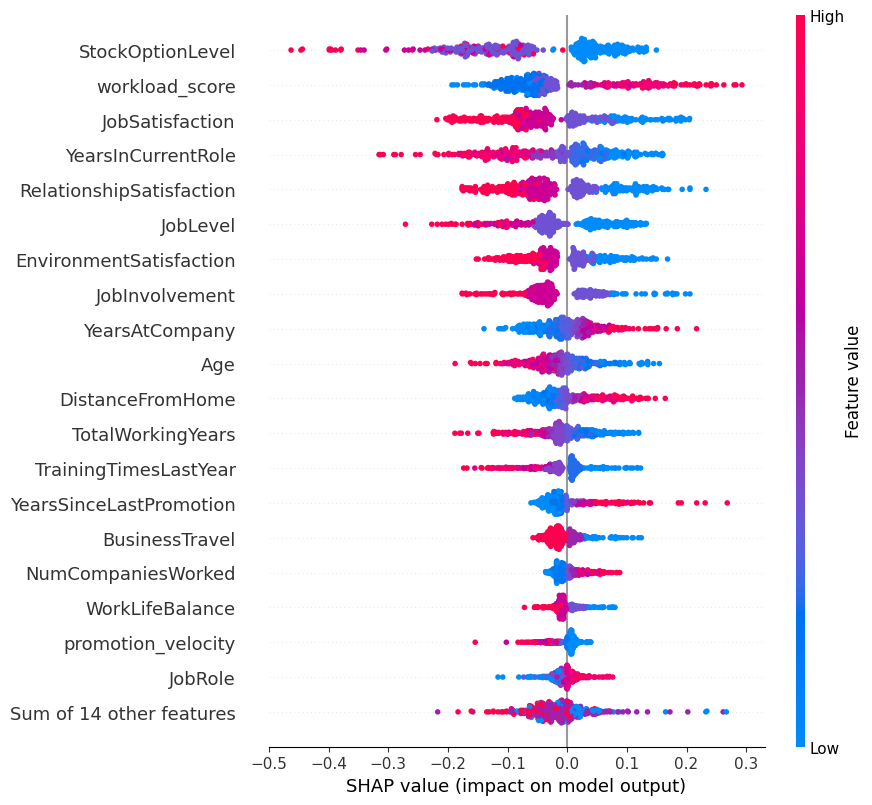 High
StockOptionLevel
workload_score
JobSatisfaction
YearsInCurrentRole
RelationshipSatisfaction
JobLevel
EnvironmentSatisfaction
JobInvolvement
YearsAtCompany
Age
DistanceFromHome
TotalWorkingYears
TrainingTimesLastYear
YearsSinceLastPromotion
BusinessTravel
NumCompaniesWorked
WorkLifeBalance
promotion_velocity
JobRole
Sum of 14 other features
Feature value
Low
−0.5 −0.4 −0.3 −0.2 −0.1 0.0 0.1 0.2 0.3
SHAP value (impact on model output)